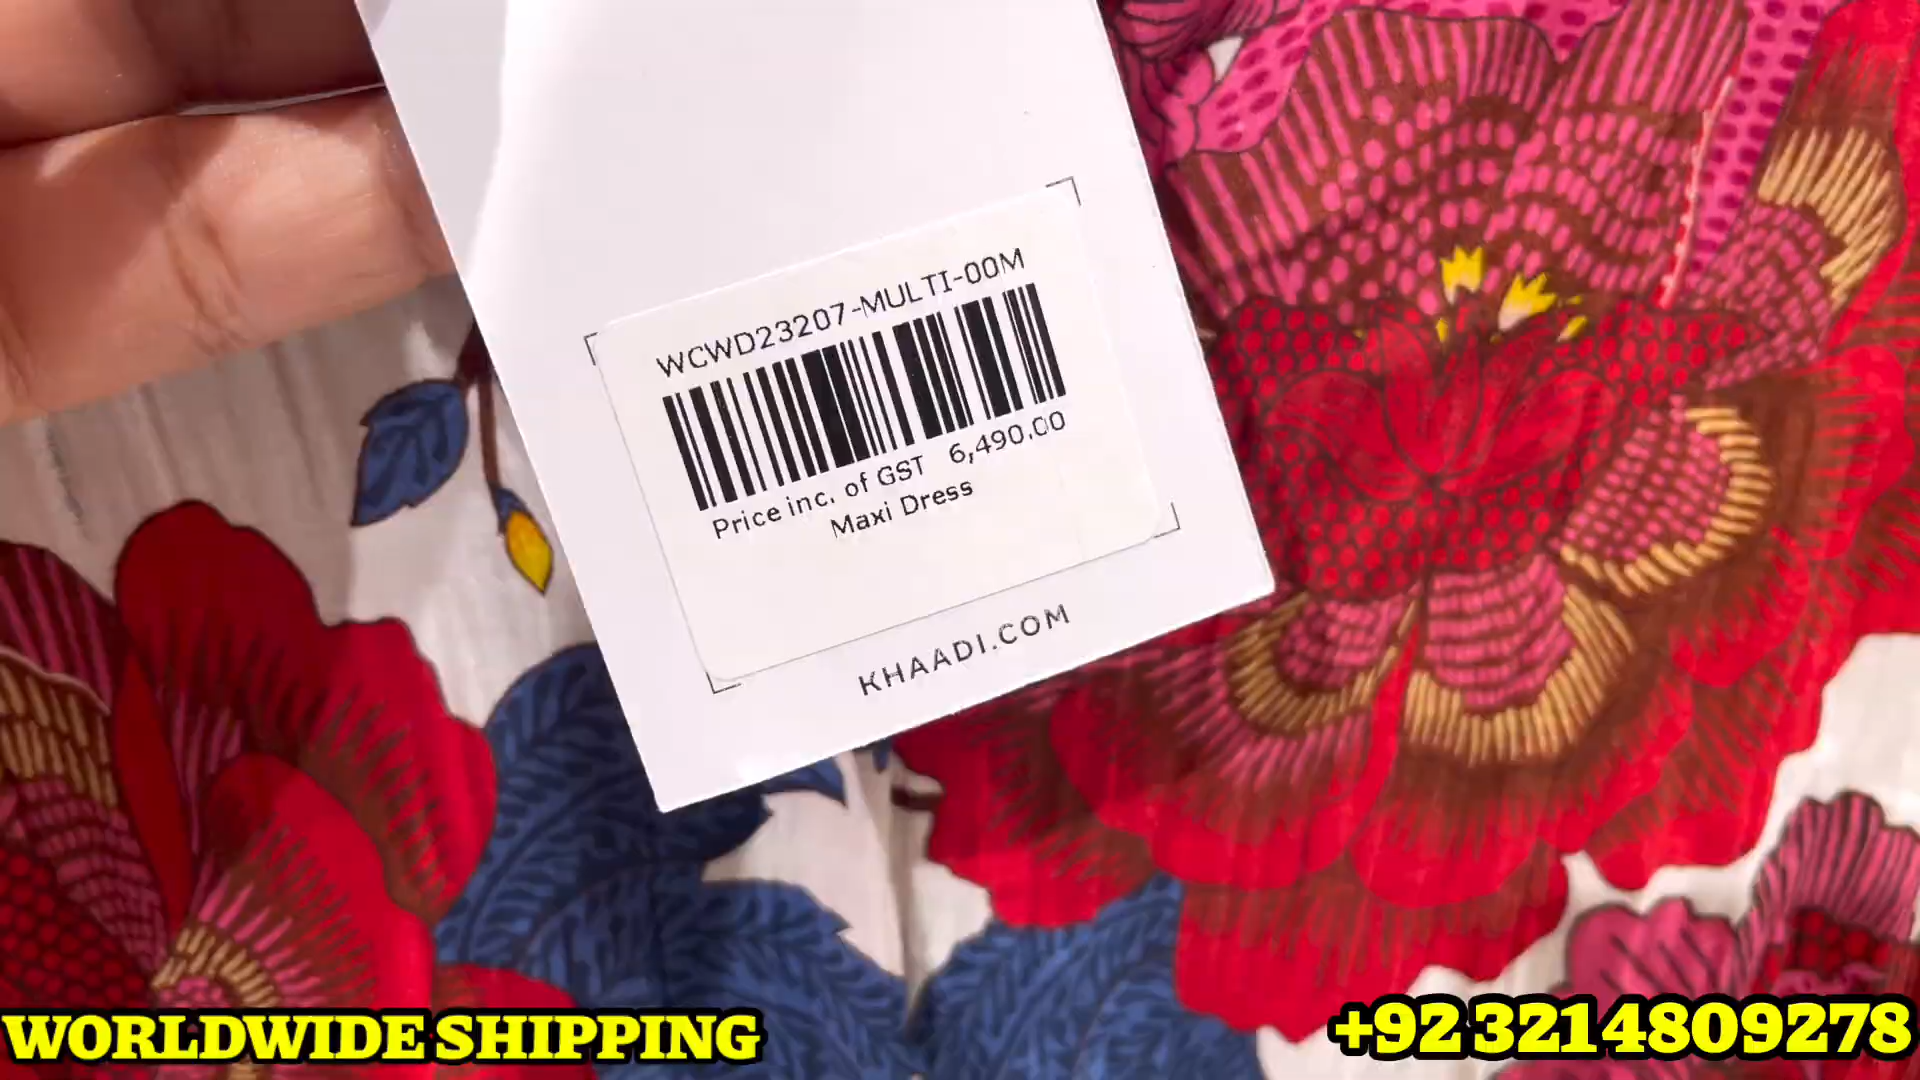 WCWD23207-MULTI-00M
Price inc. of GST 6,490.00
Maxi Dress
KHAADI.COM
WORLDWIDE SHIPPING
+92 3214809278